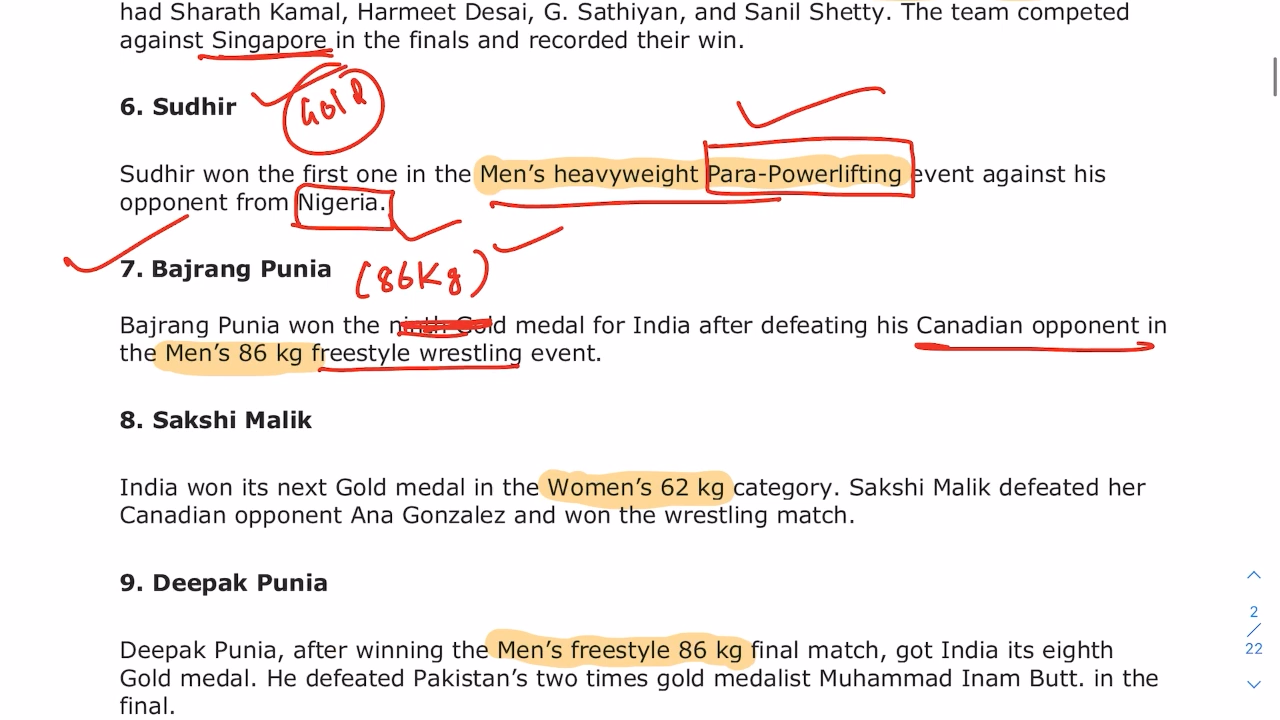 had Sharath Kamal, Harmeet Desai, G. Sathiyan, and Sanil Shetty. The team competed
against Singapore in the finals and recorded their win.
6. Sudhir GOLD
Sudhir won the first one in the Men’s heavyweight Para-Powerlifting event against his
opponent from Nigeria.
7. Bajrang Punia (86Kg)
Bajrang Punia won the ninth Gold medal for India after defeating his Canadian opponent in
the Men’s 86 kg freestyle wrestling event.
8. Sakshi Malik
India won its next Gold medal in the Women’s 62 kg category. Sakshi Malik defeated her
Canadian opponent Ana Gonzalez and won the wrestling match.
9. Deepak Punia
Deepak Punia, after winning the Men’s freestyle 86 kg final match, got India its eighth
Gold medal. He defeated Pakistan’s two times gold medalist Muhammad Inam Butt. in the
final.
2
/
22